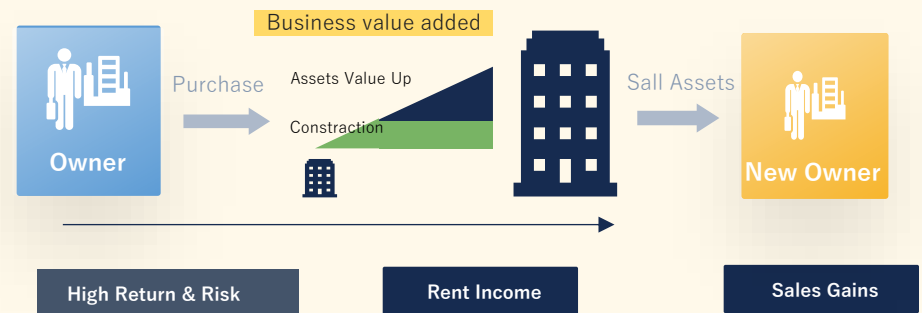 Business value added
Purchase
Assets Value Up
Constraction
Sall Assets
Owner
New Owner
High Return & Risk
Rent Income
Sales Gains